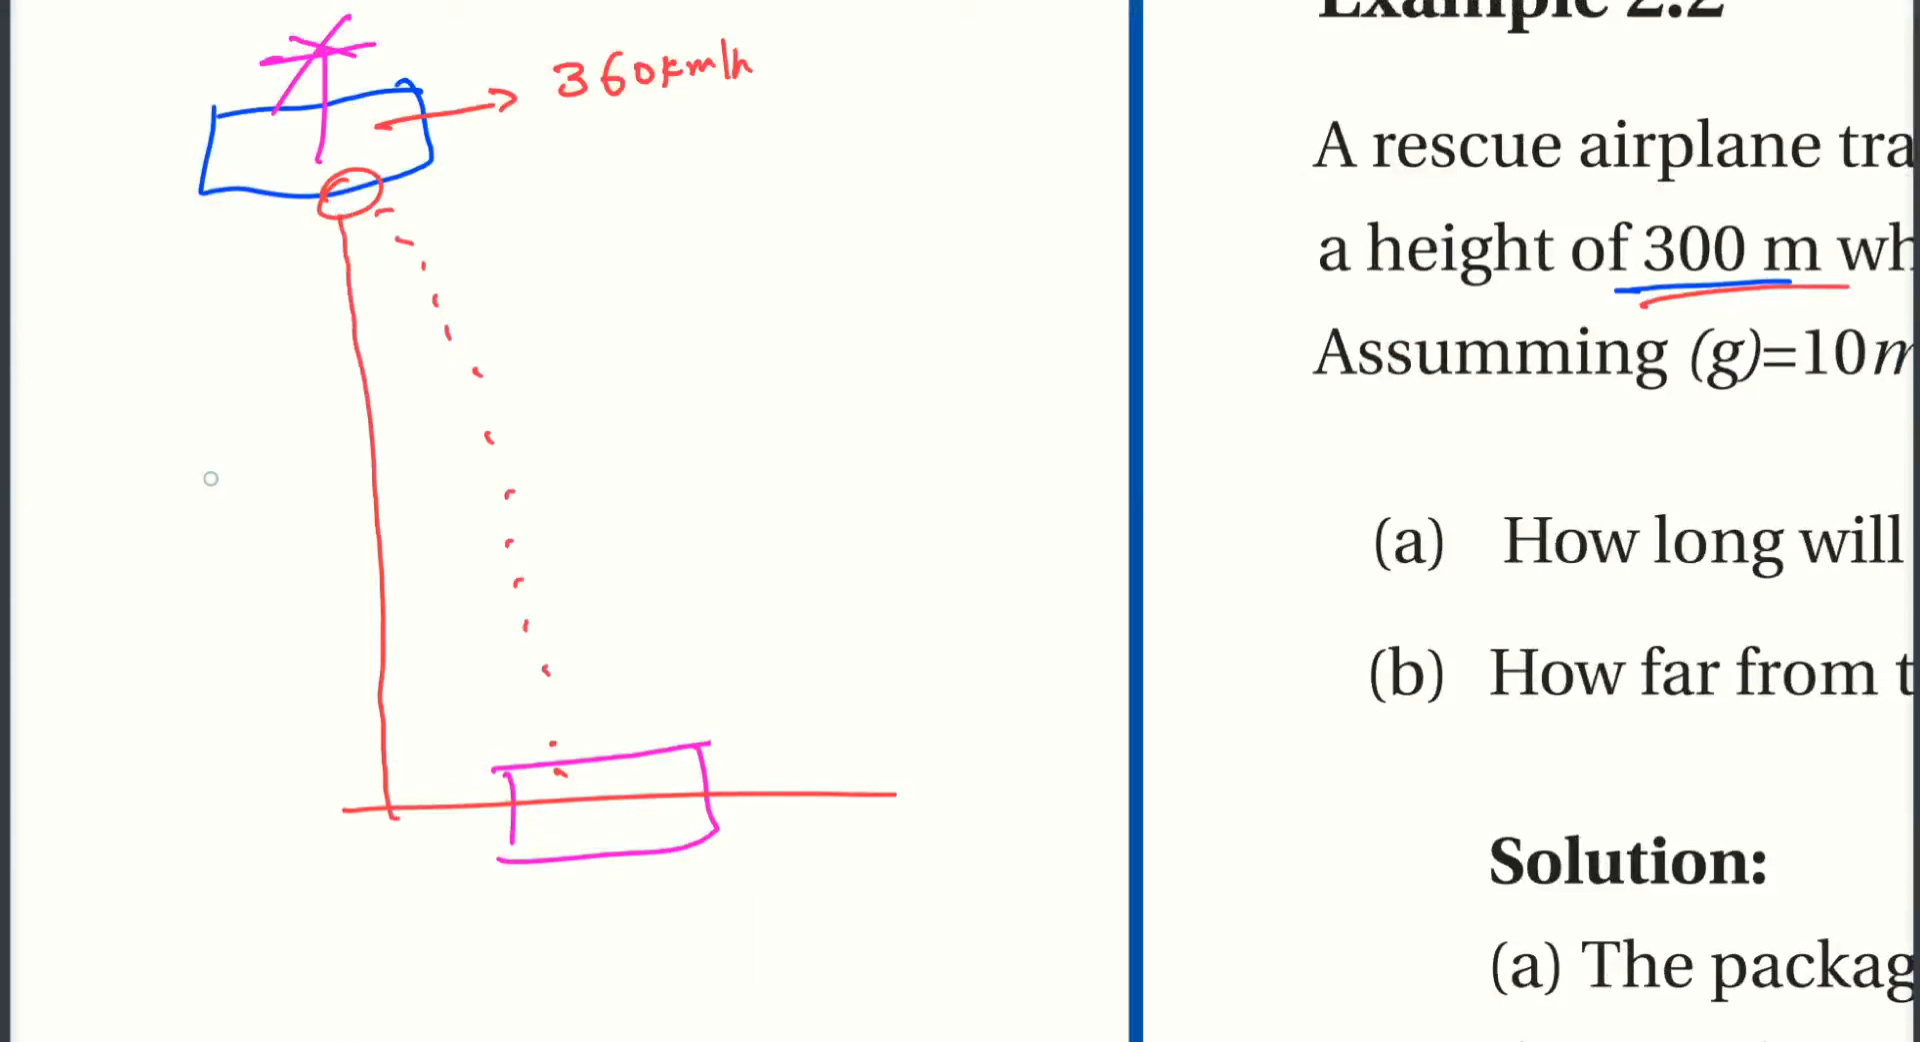 360km/h
Example 2.2
A rescue airplane tra
a height of 300 m wh
Assumming (g)=10m
(a) How long will
(b) How far from t
Solution:
(a) The packag